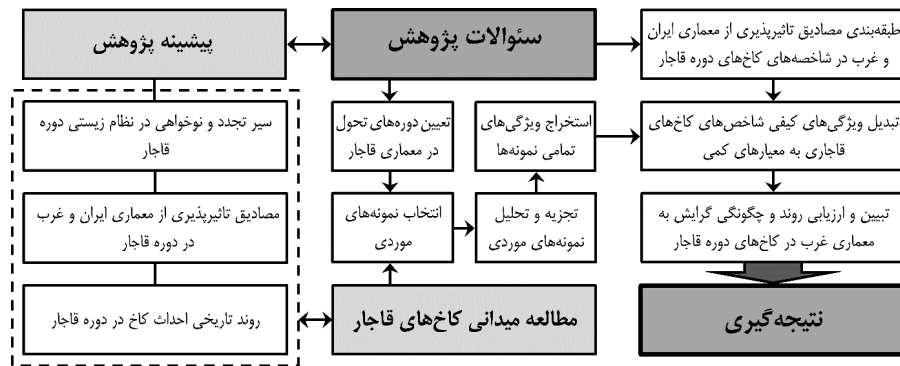 پیشینه پژوهش
سئوالات پژوهش
طبقه‌بندی مصادیق تاثیرپذیری از معماری ایران
و غرب در شاخصه‌های کاخ‌های دوره قاجار
سیر تجدد و نوخواهی در نظام زیستی دوره
قاجار
تعیین دوره‌های تحول
در معماری قاجار
استخراج ویژگی‌های
تمامی نمونه‌ها
تبدیل ویژگی‌های کیفی شاخص‌های کاخ‌های
قاجاری به معیارهای کمی
مصادیق تاثیرپذیری از معماری ایران و غرب
در دوره قاجار
انتخاب نمونه‌های
موردی
تجزیه و تحلیل
نمونه‌های موردی
تبیین و ارزیابی روند و چگونگی گرایش به
معماری غرب در کاخ‌های دوره قاجار
روند تاریخی احداث کاخ در دوره قاجار
مطالعه میدانی کاخ‌های قاجار
نتیجه‌گیری